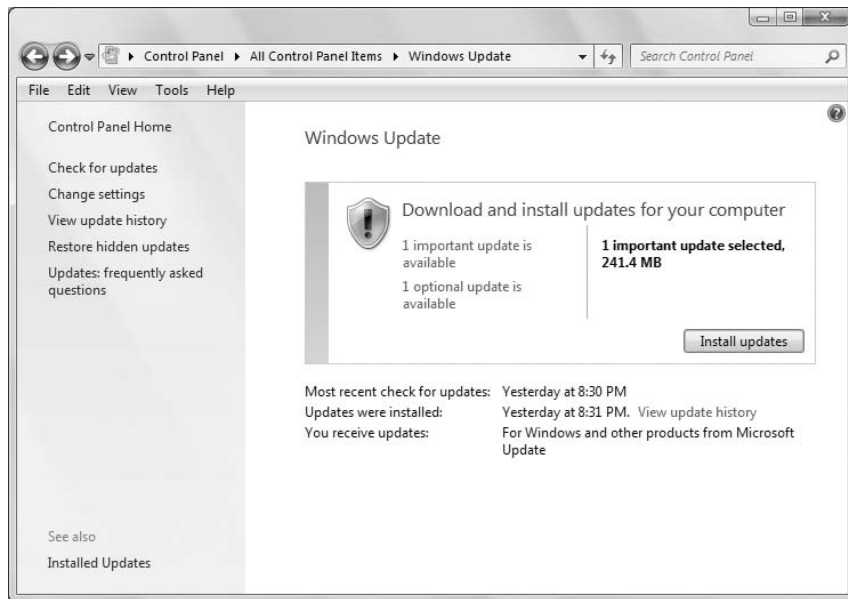 Control Panel ▸ All Control Panel Items ▸ Windows Update
Search Control Panel
File Edit View Tools Help
Control Panel Home
Check for updates
Change settings
View update history
Restore hidden updates
Updates: frequently asked
questions
See also
Installed Updates
Windows Update
Download and install updates for your computer
1 important update is
available
1 optional update is
available
1 important update selected,
241.4 MB
Install updates
Most recent check for updates: Yesterday at 8:30 PM
Updates were installed: Yesterday at 8:31 PM. View update history
You receive updates: For Windows and other products from Microsoft
Update